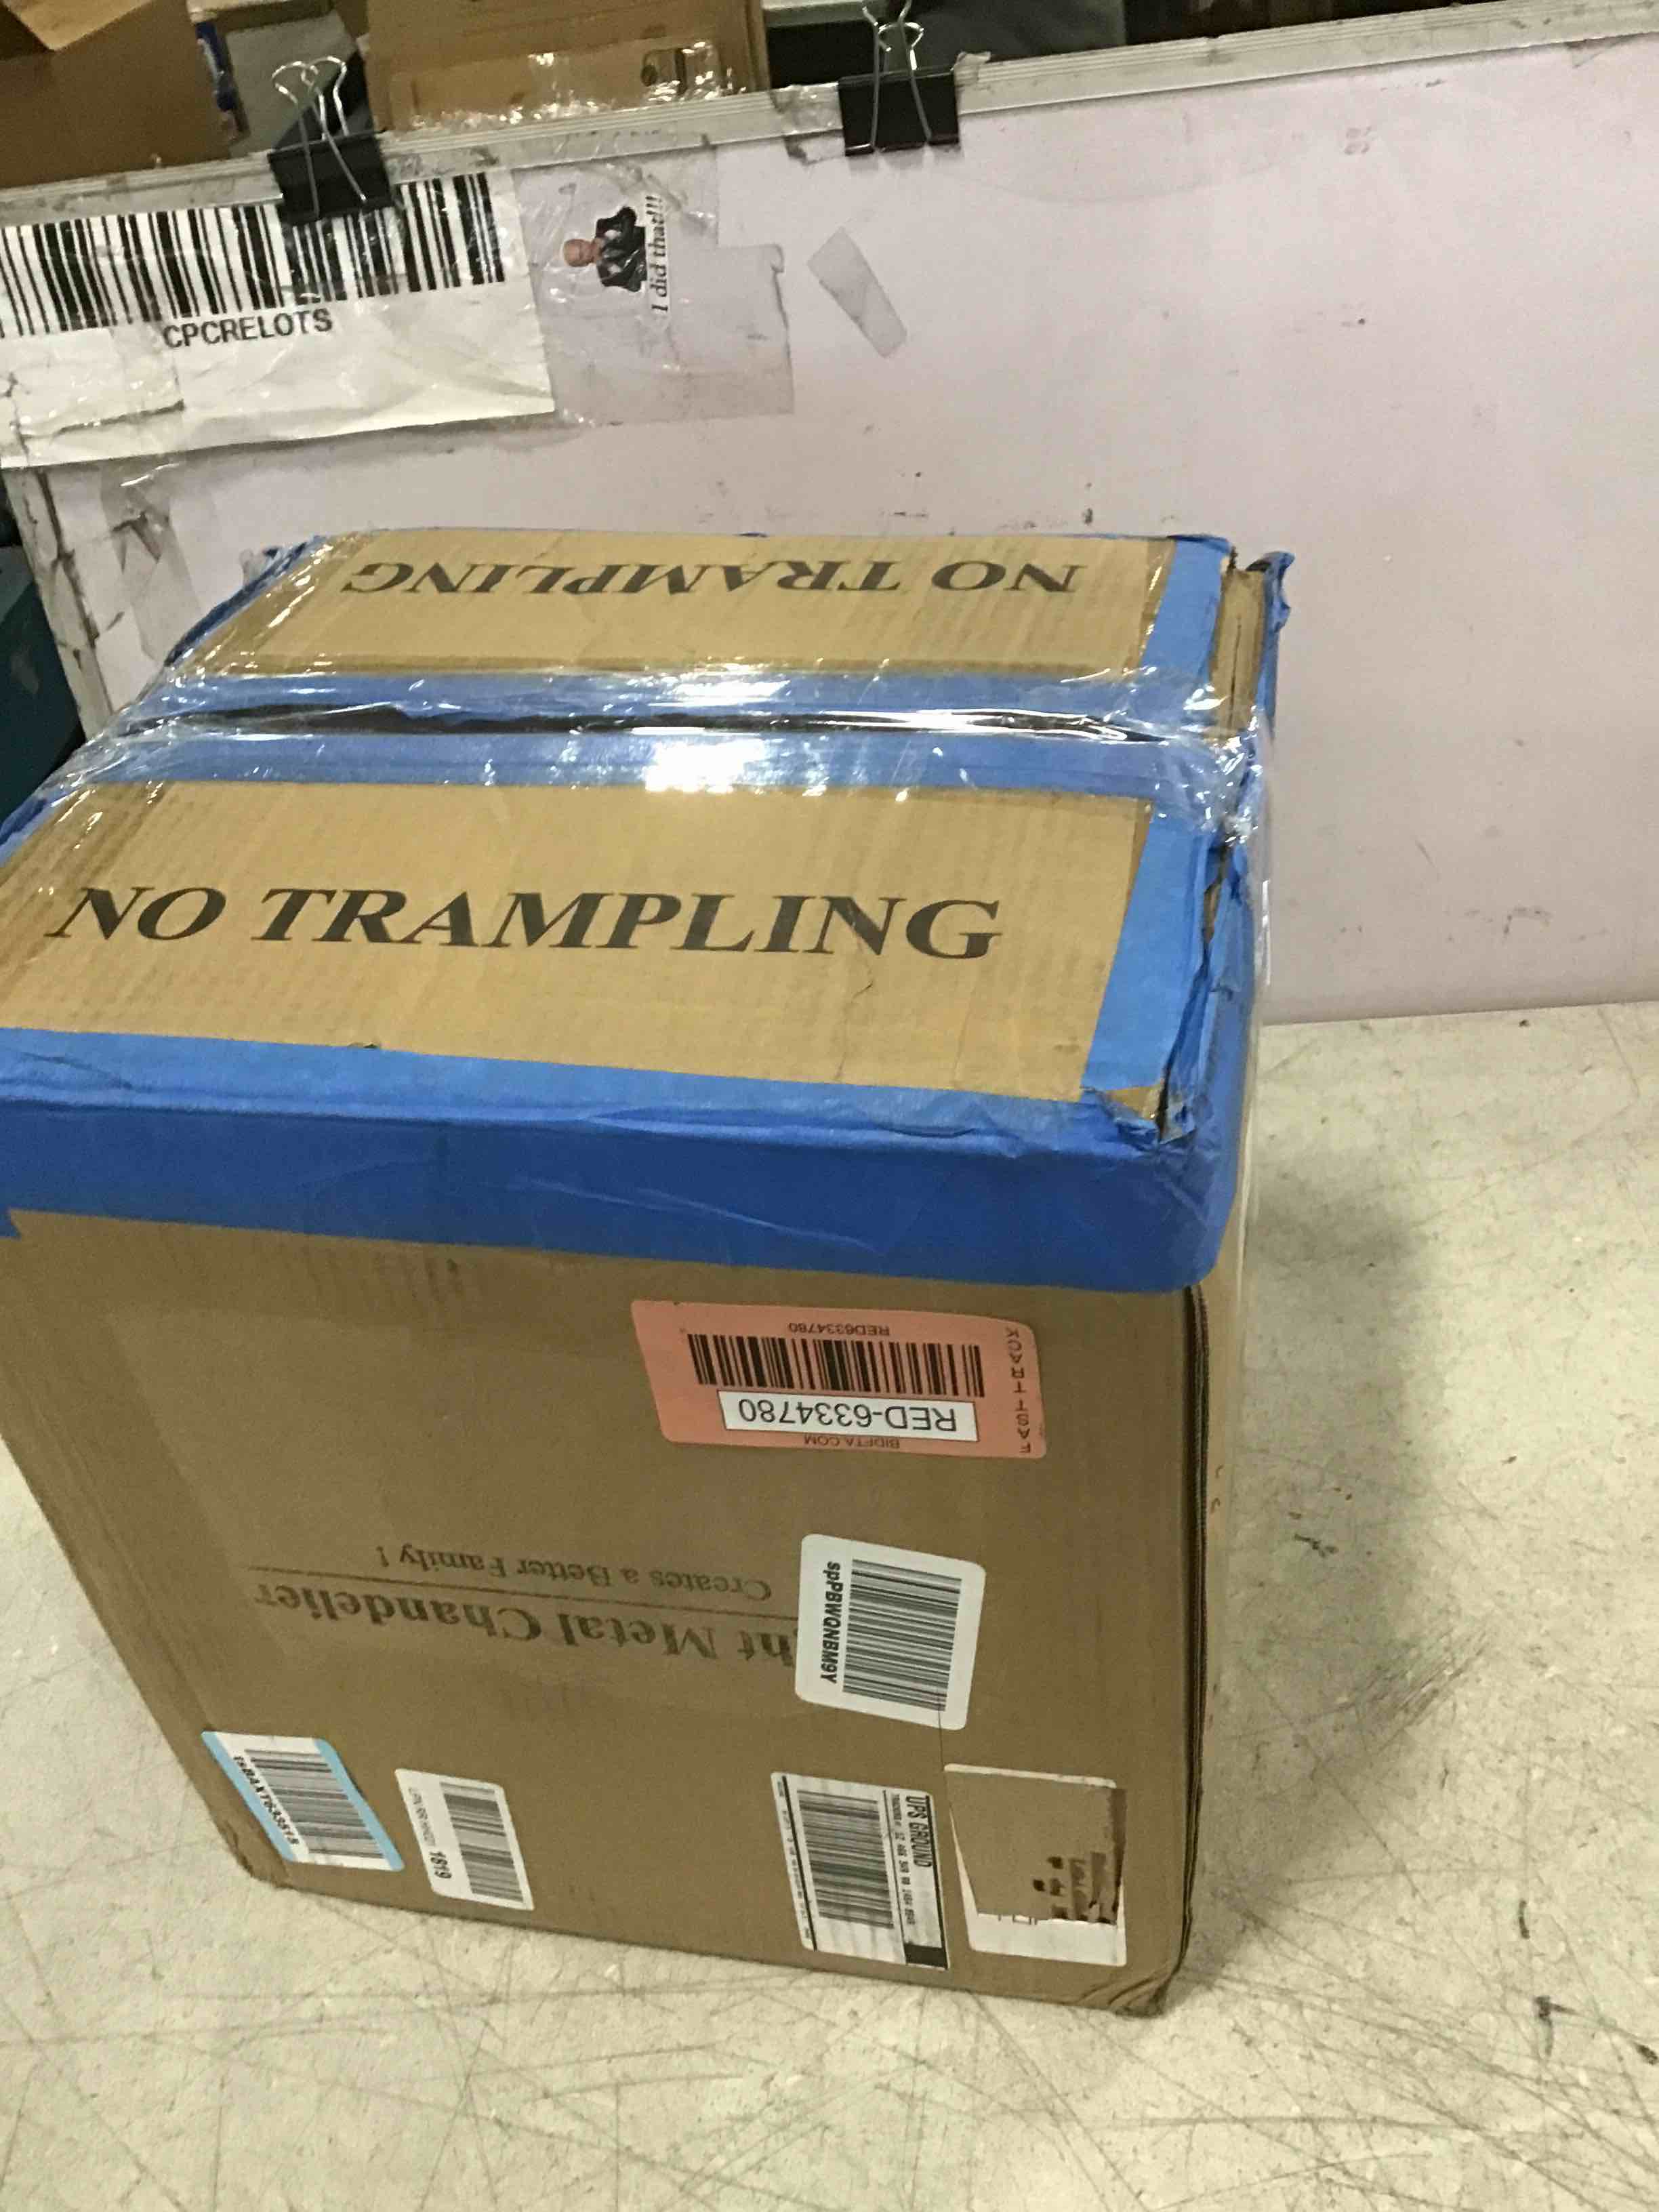 CPCRELOTS
I did that!!!
NO TRAMPLING
NO TRAMPLING
FAST TRACK
BIDFTA.COM
RED-6334780
RED6334780
ht Metal Chandelier
Creates a Better Family !
spPBWQNBM9Y
1819
UPS GROUND